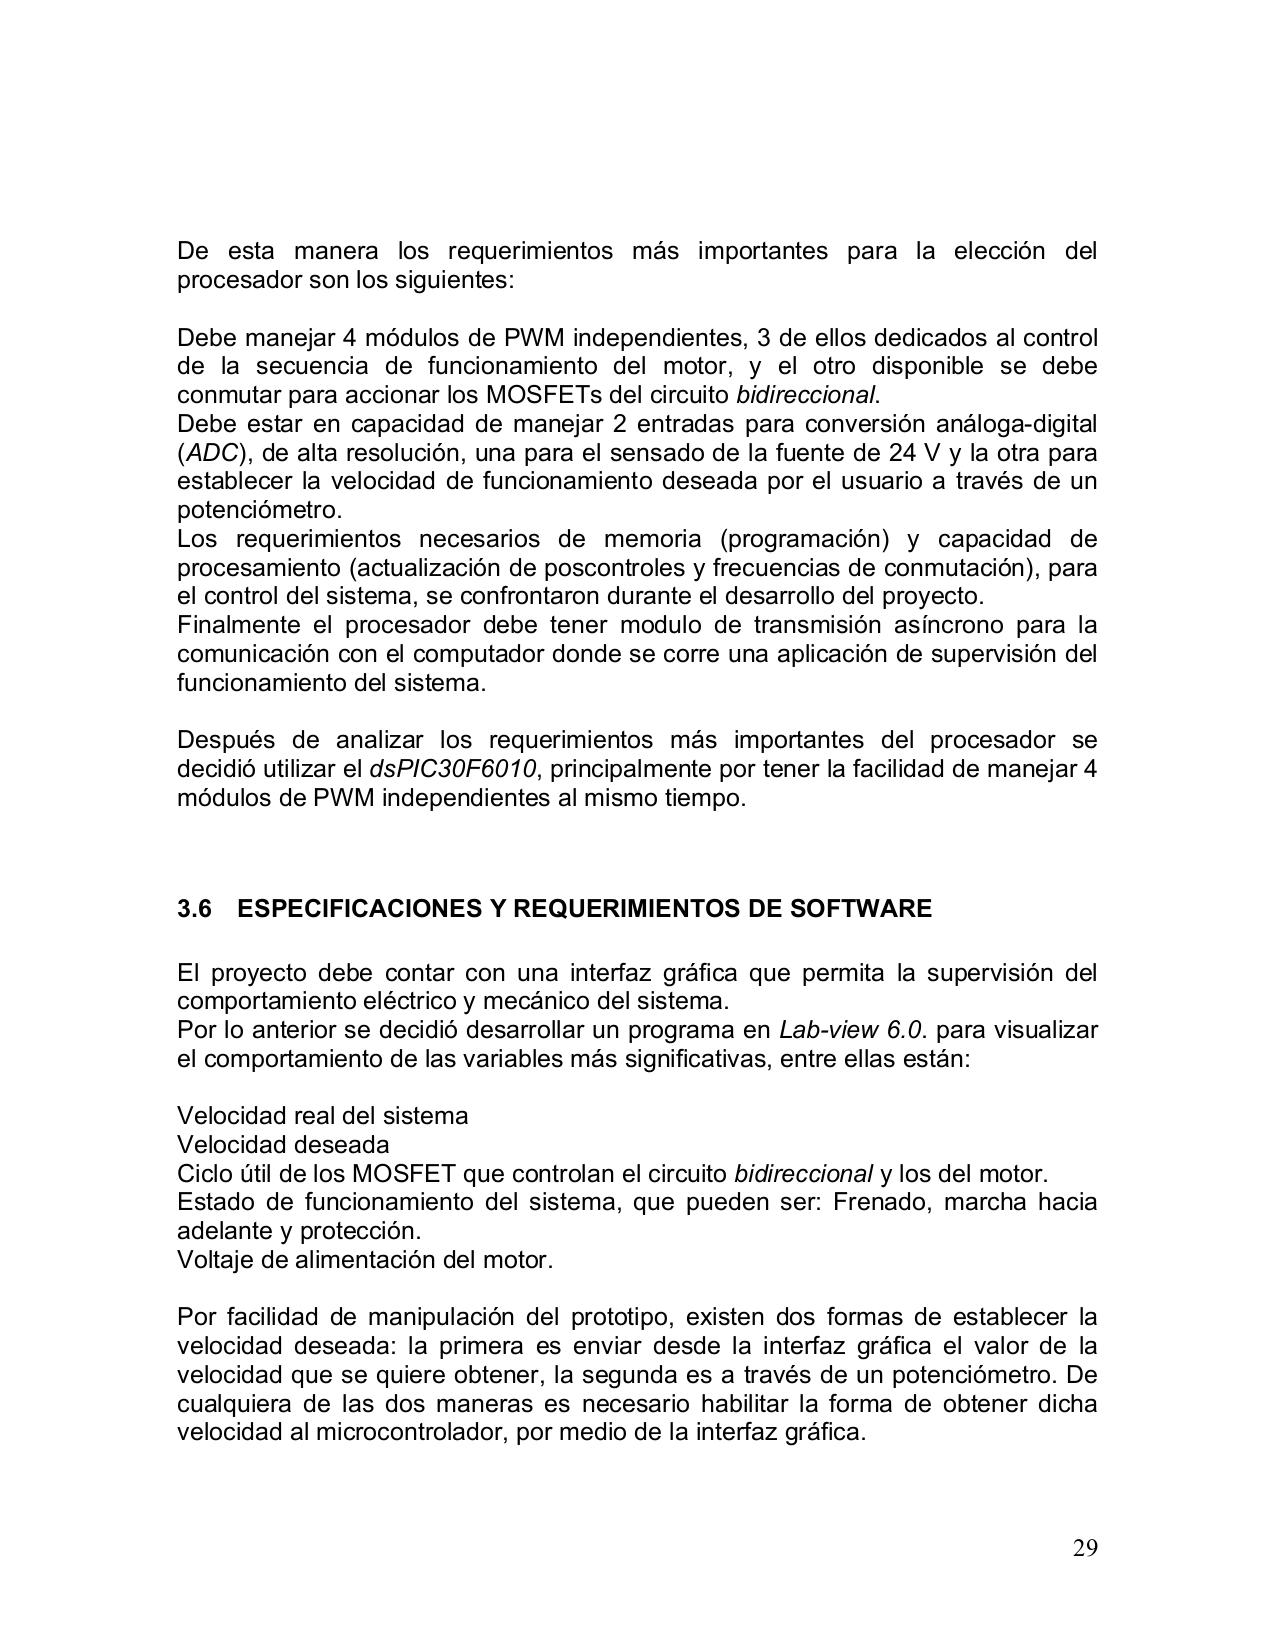 De esta manera los requerimientos más importantes para la elección del
procesador son los siguientes:
Debe manejar 4 módulos de PWM independientes, 3 de ellos dedicados al control
de la secuencia de funcionamiento del motor, y el otro disponible se debe
conmutar para accionar los MOSFETs del circuito bidireccional.
Debe estar en capacidad de manejar 2 entradas para conversión análoga-digital
(ADC), de alta resolución, una para el sensado de la fuente de 24 V y la otra para
establecer la velocidad de funcionamiento deseada por el usuario a través de un
potenciómetro.
Los requerimientos necesarios de memoria (programación) y capacidad de
procesamiento (actualización de poscontroles y frecuencias de conmutación), para
el control del sistema, se confrontaron durante el desarrollo del proyecto.
Finalmente el procesador debe tener modulo de transmisión asíncrono para la
comunicación con el computador donde se corre una aplicación de supervisión del
funcionamiento del sistema.
Después de analizar los requerimientos más importantes del procesador se
decidió utilizar el dsPIC30F6010, principalmente por tener la facilidad de manejar 4
módulos de PWM independientes al mismo tiempo.
3.6 ESPECIFICACIONES Y REQUERIMIENTOS DE SOFTWARE
El proyecto debe contar con una interfaz gráfica que permita la supervisión del
comportamiento eléctrico y mecánico del sistema.
Por lo anterior se decidió desarrollar un programa en Lab-view 6.0. para visualizar
el comportamiento de las variables más significativas, entre ellas están:
Velocidad real del sistema
Velocidad deseada
Ciclo útil de los MOSFET que controlan el circuito bidireccional y los del motor.
Estado de funcionamiento del sistema, que pueden ser: Frenado, marcha hacia
adelante y protección.
Voltaje de alimentación del motor.
Por facilidad de manipulación del prototipo, existen dos formas de establecer la
velocidad deseada: la primera es enviar desde la interfaz gráfica el valor de la
velocidad que se quiere obtener, la segunda es a través de un potenciómetro. De
cualquiera de las dos maneras es necesario habilitar la forma de obtener dicha
velocidad al microcontrolador, por medio de la interfaz gráfica.
29